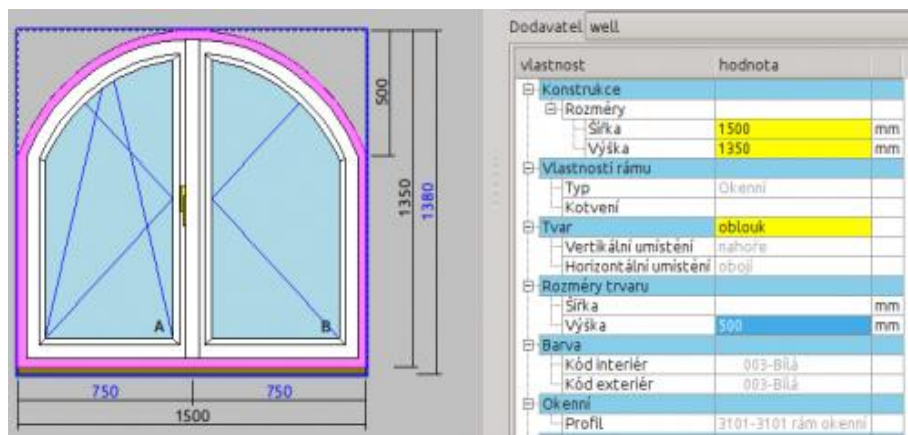 500
1350
1380
A
B
750
750
1500
Dodavatel well
vlastnost hodnota
Konstrukce
Rozměry
Šířka 1500 mm
Výška 1350 mm
Vlastnosti rámu
Typ Okenní
Kotvení
Tvar oblouk
Vertikální umístění nahoře
Horizontální umístění obojí
Rozměry trvaru
Šířka mm
Výška 500 mm
Barva
Kód interiér 003-Bílá
Kód exteriér 003-Bílá
Okenní
Profil 3101-3101 rám okenní